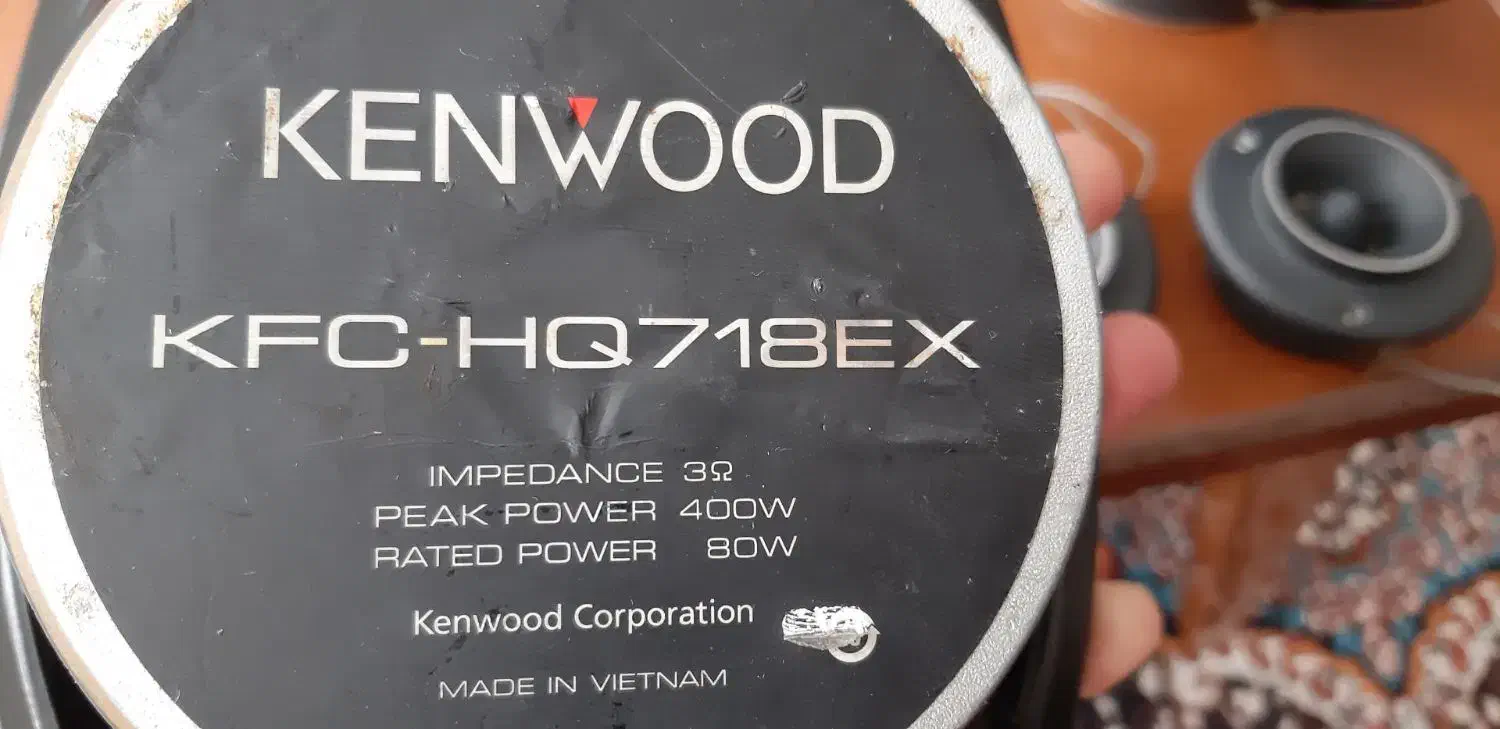 KENWOOD
KFC-HQ718EX
IMPEDANCE 3Ω
PEAK POWER 400W
RATED POWER 80W
Kenwood Corporation
MADE IN VIETNAM